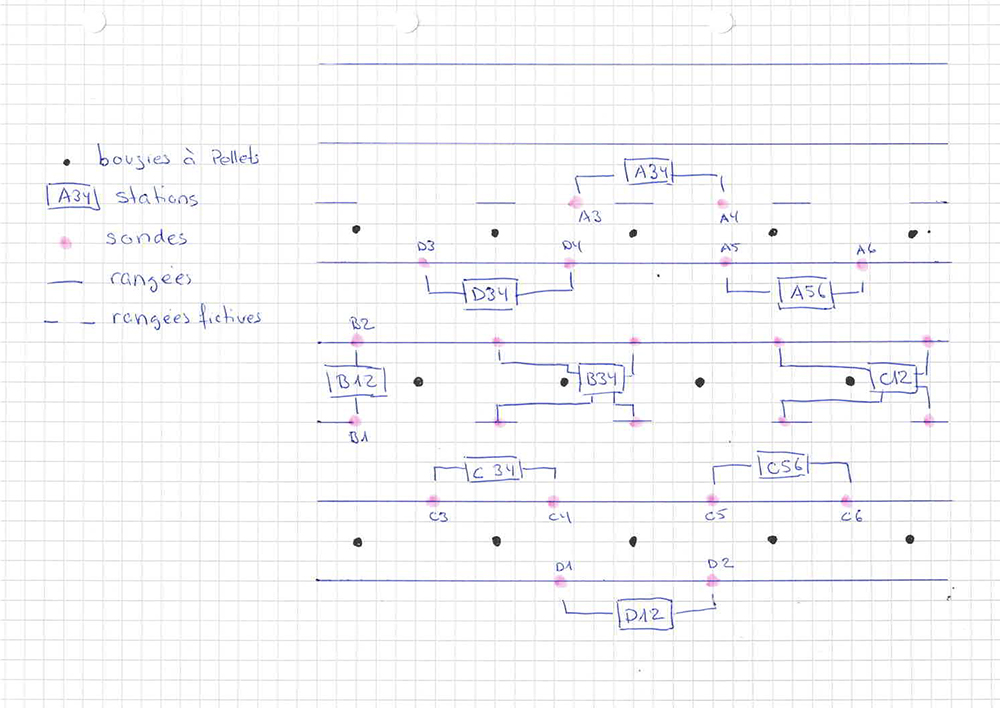 bougies à Pellets
A34 stations
sondes
rangées
rangées fictives
A34
A3 A4
D3 D4 A5 A6
D34 A56
B2
B12 B34 C12
B1
C34 C56
C3 C4 C5 C6
D1 D2
D12